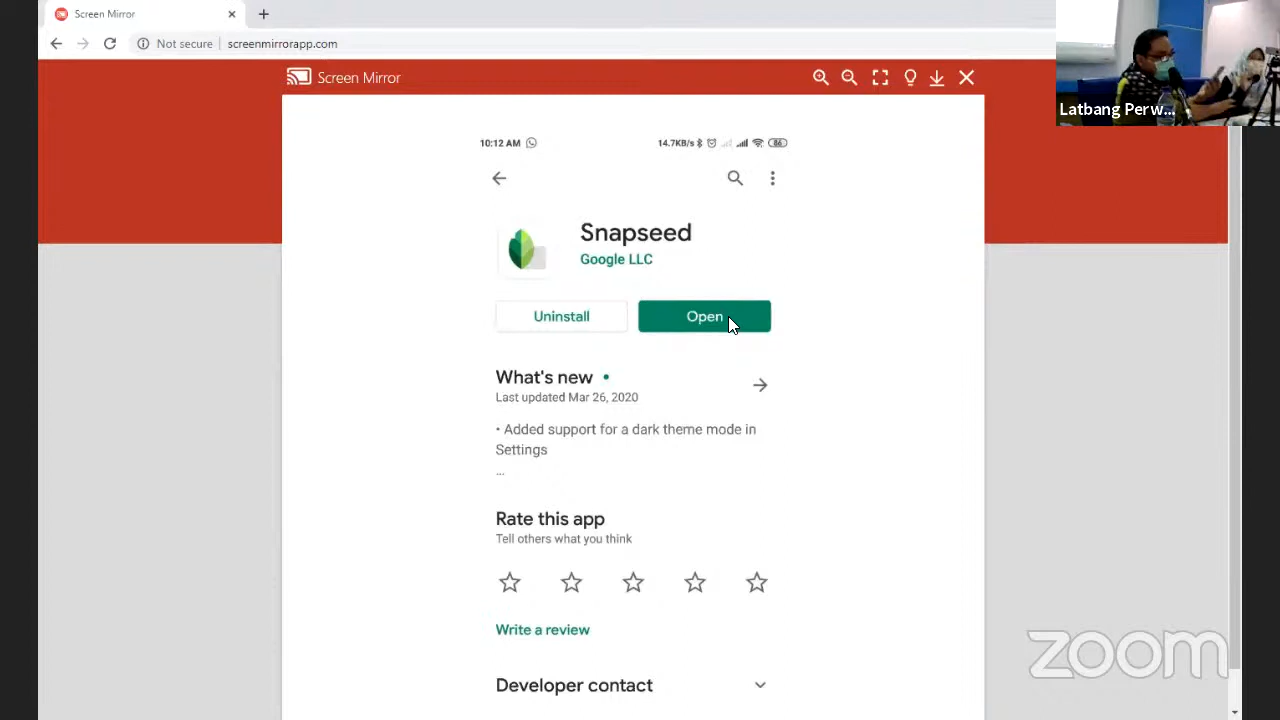 Screen Mirror
Not secure
screenmirrorapp.com
Screen Mirror
Latbang Perw...
10:12 AM
14.7KB/s
86
Snapseed
Google LLC
Uninstall
Open
What's new
Last updated Mar 26, 2020
• Added support for a dark theme mode in
Settings
...
Rate this app
Tell others what you think
Write a review
Developer contact
zoom